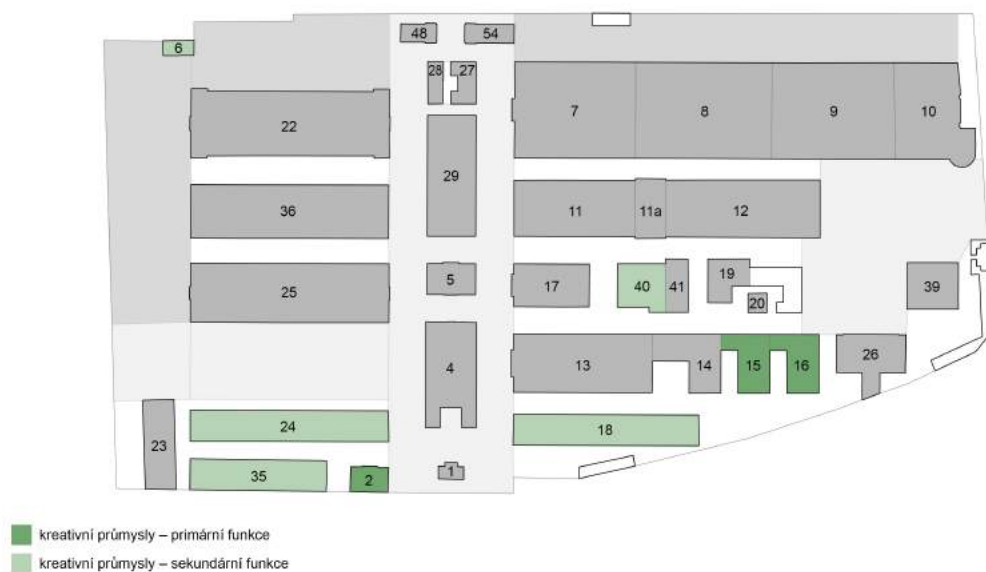 48 54
6
28 27
22 7 8 9 10
29
36 11 11a 12
5 17 40 41 19 39
25 20
4 13 14 15 16 26
24 18
23
35 2 1
kreativní průmysly – primární funkce
kreativní průmysly – sekundární funkce